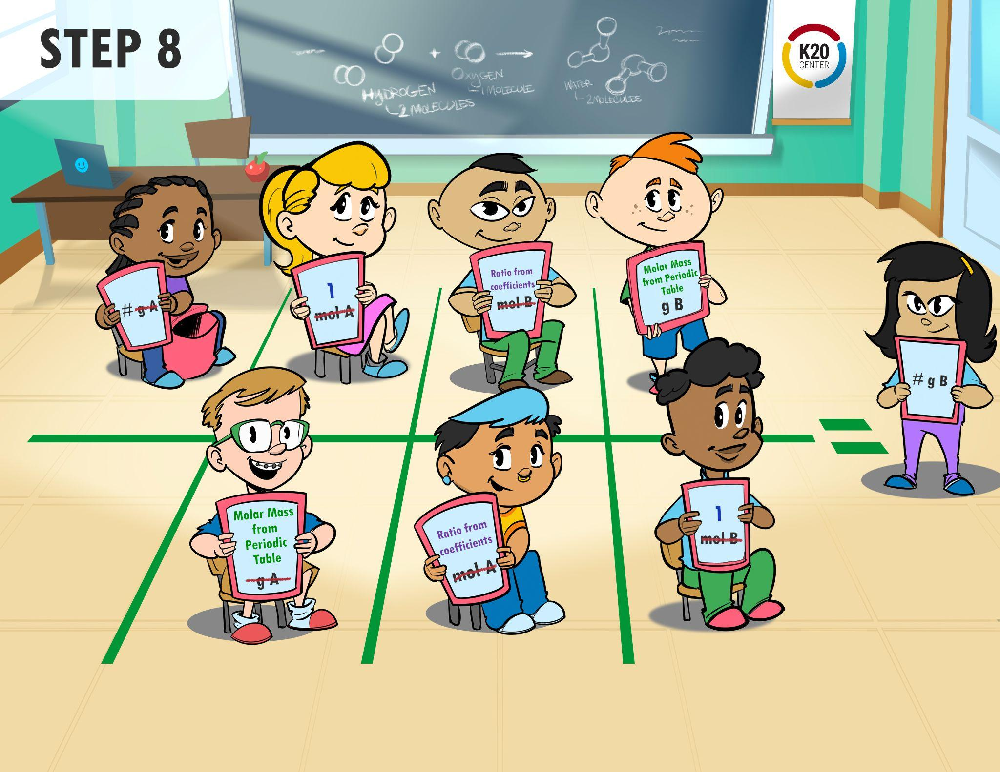 STEP 8
+
HYDROGEN
2 MOLECULES
OXYGEN
1 MOLECULE
WATER
2 MOLECULES
K20
CENTER
# g A
1
mol A
Ratio from
coefficients
mol B
Molar Mass
from Periodic
Table
g B
Molar Mass
from
Periodic
Table
g A
Ratio from
coefficients
mol A
1
mol B
=
# g B